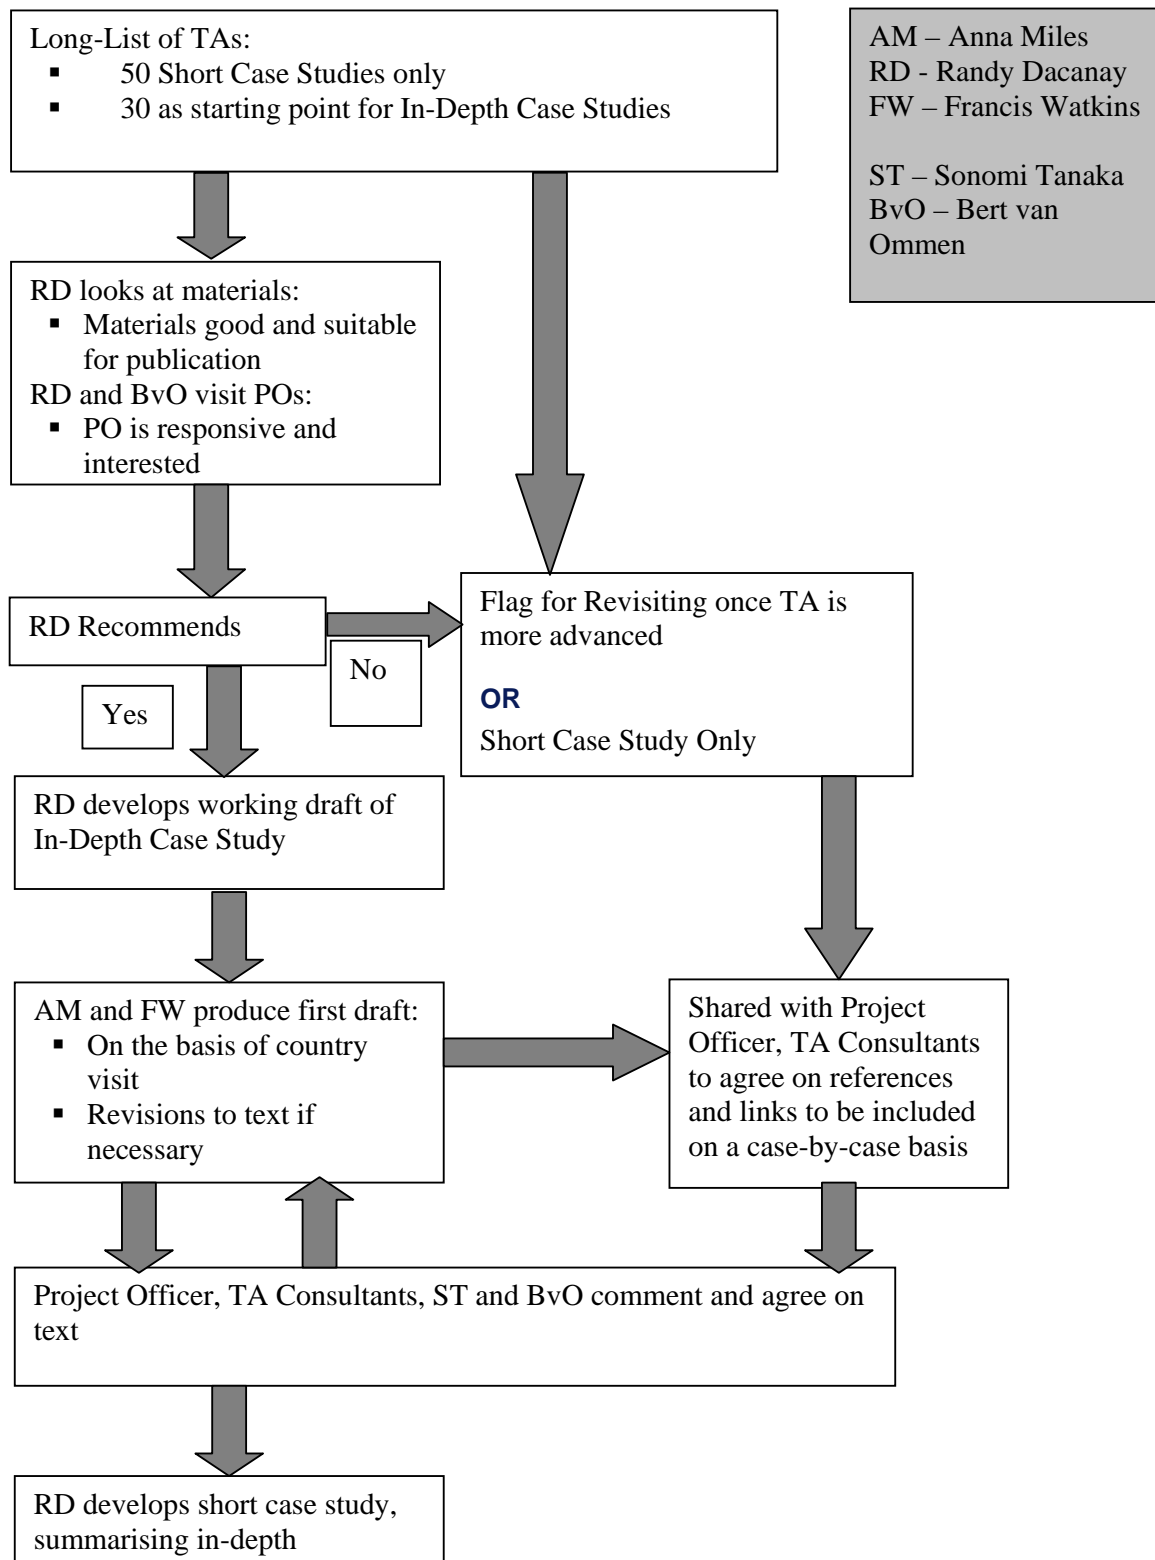 Long-List of TAs:
▪ 50 Short Case Studies only
▪ 30 as starting point for In-Depth Case Studies
AM – Anna Miles
RD - Randy Dacanay
FW – Francis Watkins
ST – Sonomi Tanaka
BvO – Bert van
Ommen
RD looks at materials:
▪ Materials good and suitable
for publication
RD and BvO visit POs:
▪ PO is responsive and
interested
RD Recommends
No
Yes
Flag for Revisiting once TA is
more advanced
OR
Short Case Study Only
RD develops working draft of
In-Depth Case Study
AM and FW produce first draft:
▪ On the basis of country
visit
▪ Revisions to text if
necessary
Shared with Project
Officer, TA Consultants
to agree on references
and links to be included
on a case-by-case basis
Project Officer, TA Consultants, ST and BvO comment and agree on
text
RD develops short case study,
summarising in-depth